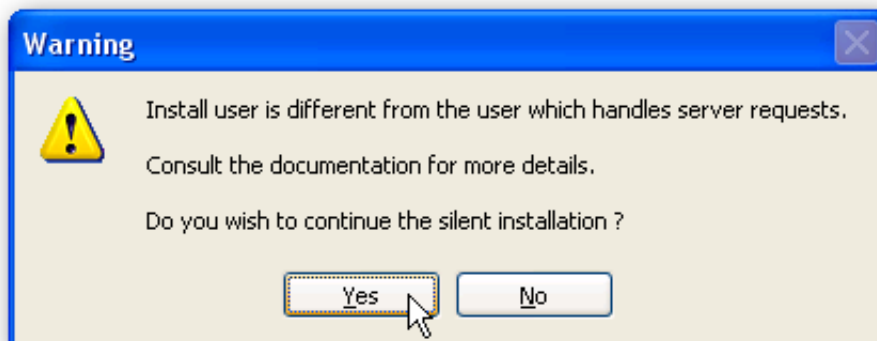 Warning
Install user is different from the user which handles server requests.
Consult the documentation for more details.
Do you wish to continue the silent installation ?
Yes
No